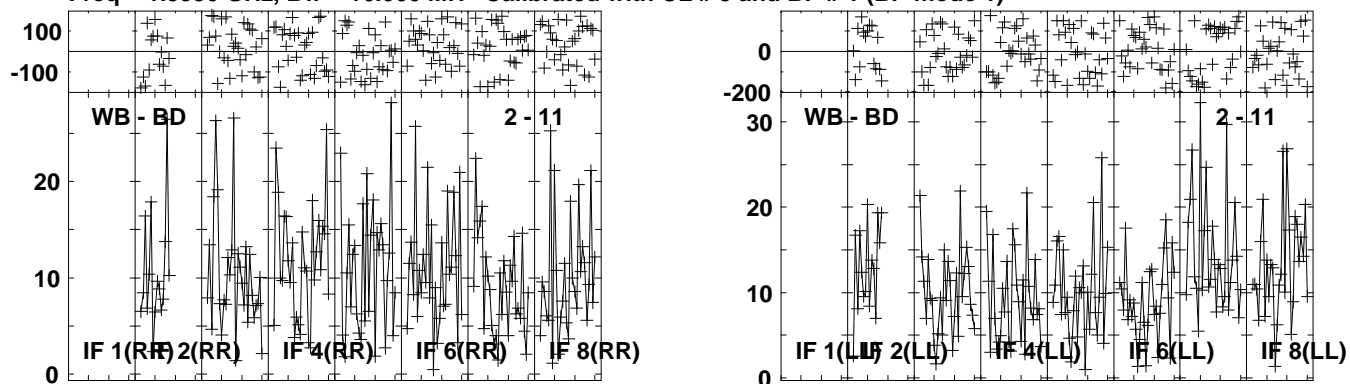 100
-100
WB - BD
2 - 11
20
10
0
IF 1(RR)
IF 2(RR)
IF 4(RR)
IF 6(RR)
IF 8(RR)
0
-200
WB - BD
2 - 11
30
20
10
0
IF 1(LL)
IF 2(LL)
IF 4(LL)
IF 6(LL)
IF 8(LL)